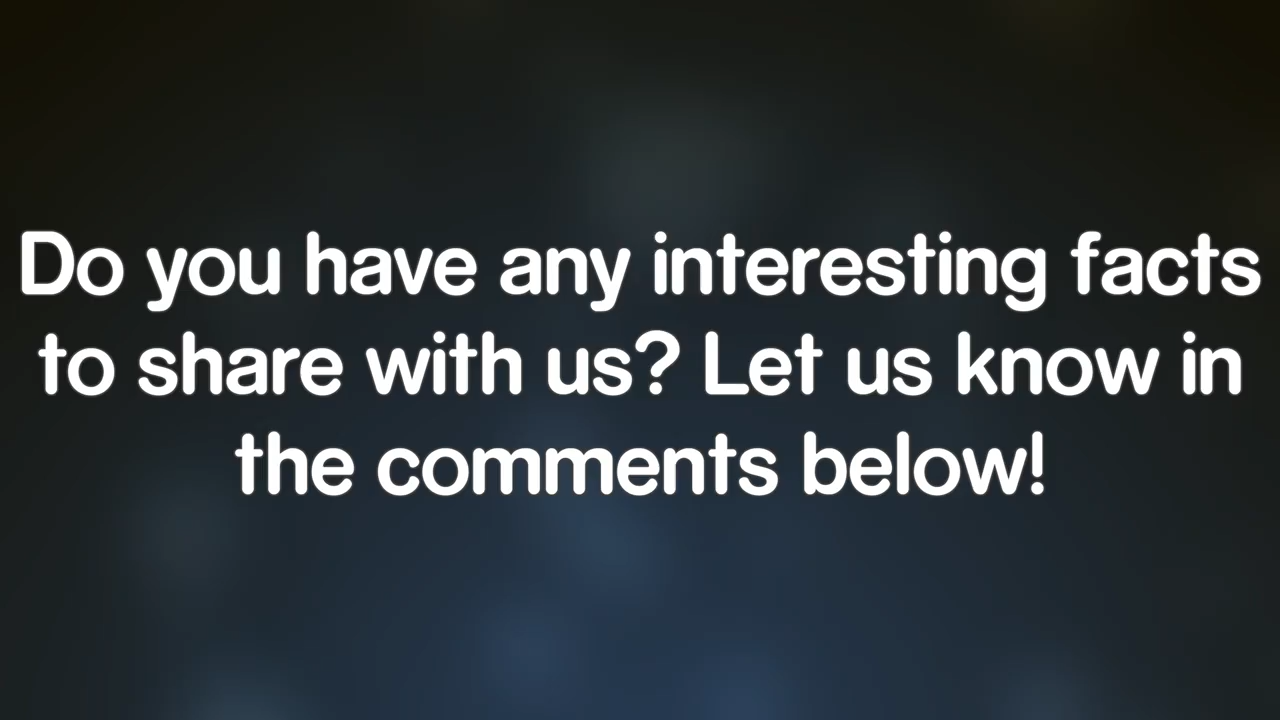 Do you have any interesting facts
to share with us? Let us know in
the comments below!